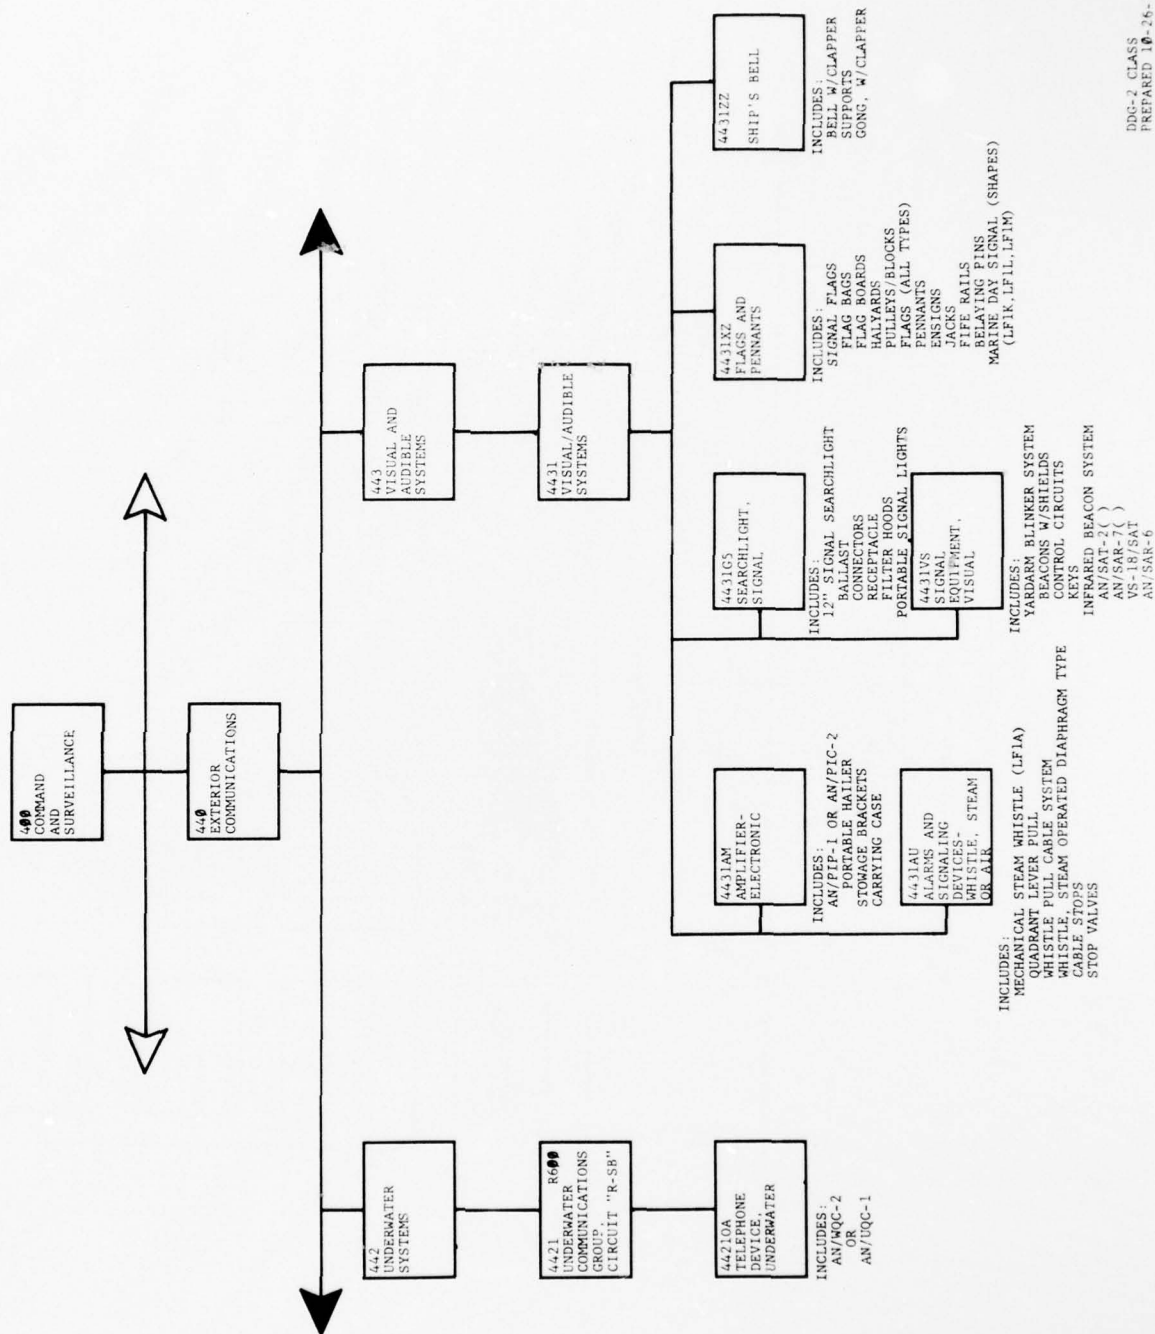 400
COMMAND
AND
SURVEILLANCE
440
EXTERIOR
COMMUNICATIONS
442
UNDERWATER
SYSTEMS
443
VISUAL AND
AUDIBLE
SYSTEMS
4421 R600
UNDERWATER
COMMUNICATIONS
GROUP,
CIRCUIT "R-SB"
4431
VISUAL/AUDIBLE
SYSTEMS
4421OA
TELEPHONE
DEVICE,
UNDERWATER
INCLUDES:
AN/WQC-2
OR
AN/UQC-1
4431AM
AMPLIFIER-
ELECTRONIC
INCLUDES:
AN/PIP-1 OR AN/PIC-2
PORTABLE HAILER
STOWAGE BRACKETS
CARRYING CASE
4431AU
ALARMS AND
SIGNALING
DEVICES-
WHISTLE, STEAM
OR AIR
INCLUDES:
MECHANICAL STEAM WHISTLE (LF1A)
QUADRANT LEVER PULL
WHISTLE PULL CABLE SYSTEM
WHISTLE, STEAM OPERATED DIAPHRAGM TYPE
CABLE STOPS
STOP VALVES
4431G5
SEARCHLIGHT,
SIGNAL
INCLUDES:
12" SIGNAL SEARCHLIGHT
BALLAST
CONNECTORS
RECEPTACLE
FILTER HOODS
PORTABLE SIGNAL LIGHTS
4431VS
SIGNAL
EQUIPMENT,
VISUAL
INCLUDES:
YARDARM BLINKER SYSTEM
BEACONS W/SHIELDS
CONTROL CIRCUITS
KEYS
INFRARED BEACON SYSTEM
AN/SAT-2( )
AN/SAR-7( )
VS-18/SAT
AN/SAR-6
4431XZ
FLAGS AND
PENNANTS
INCLUDES:
SIGNAL FLAGS
FLAG BAGS
FLAG BOARDS
HALYARDS
PULLEYS/BLOCKS
FLAGS (ALL TYPES)
PENNANTS
ENSIGNS
JACKS
FIFE RAILS
BELAYING PINS
MARINE DAY SIGNAL (SHAPES)
(LF1K,LF1L,LF1M)
4431ZZ
SHIP'S BELL
INCLUDES:
BELL W/CLAPPER
SUPPORTS
GONG, W/CLAPPER
DDG-2 CLASS
PREPARED 10-26-